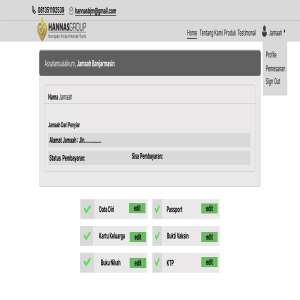 081351192539 hannasbjm@gmail.com
HANNASGROUP
Home Tentang Kami Produk Testimonial Jamaah
Profile
Pemesanan
Sign Out
Assalamualaikum, Jamaah Banjarmasin
Nama Jamaah
Jamaah Dari Penyiar
Alamat Jamaah : Jln................
Status Pembayaran: Sisa Pembayaran:
Data Diri edit Passport edit
Kartu Keluarga edit Bukti Vaksin edit
Buku Nikah edit KTP edit